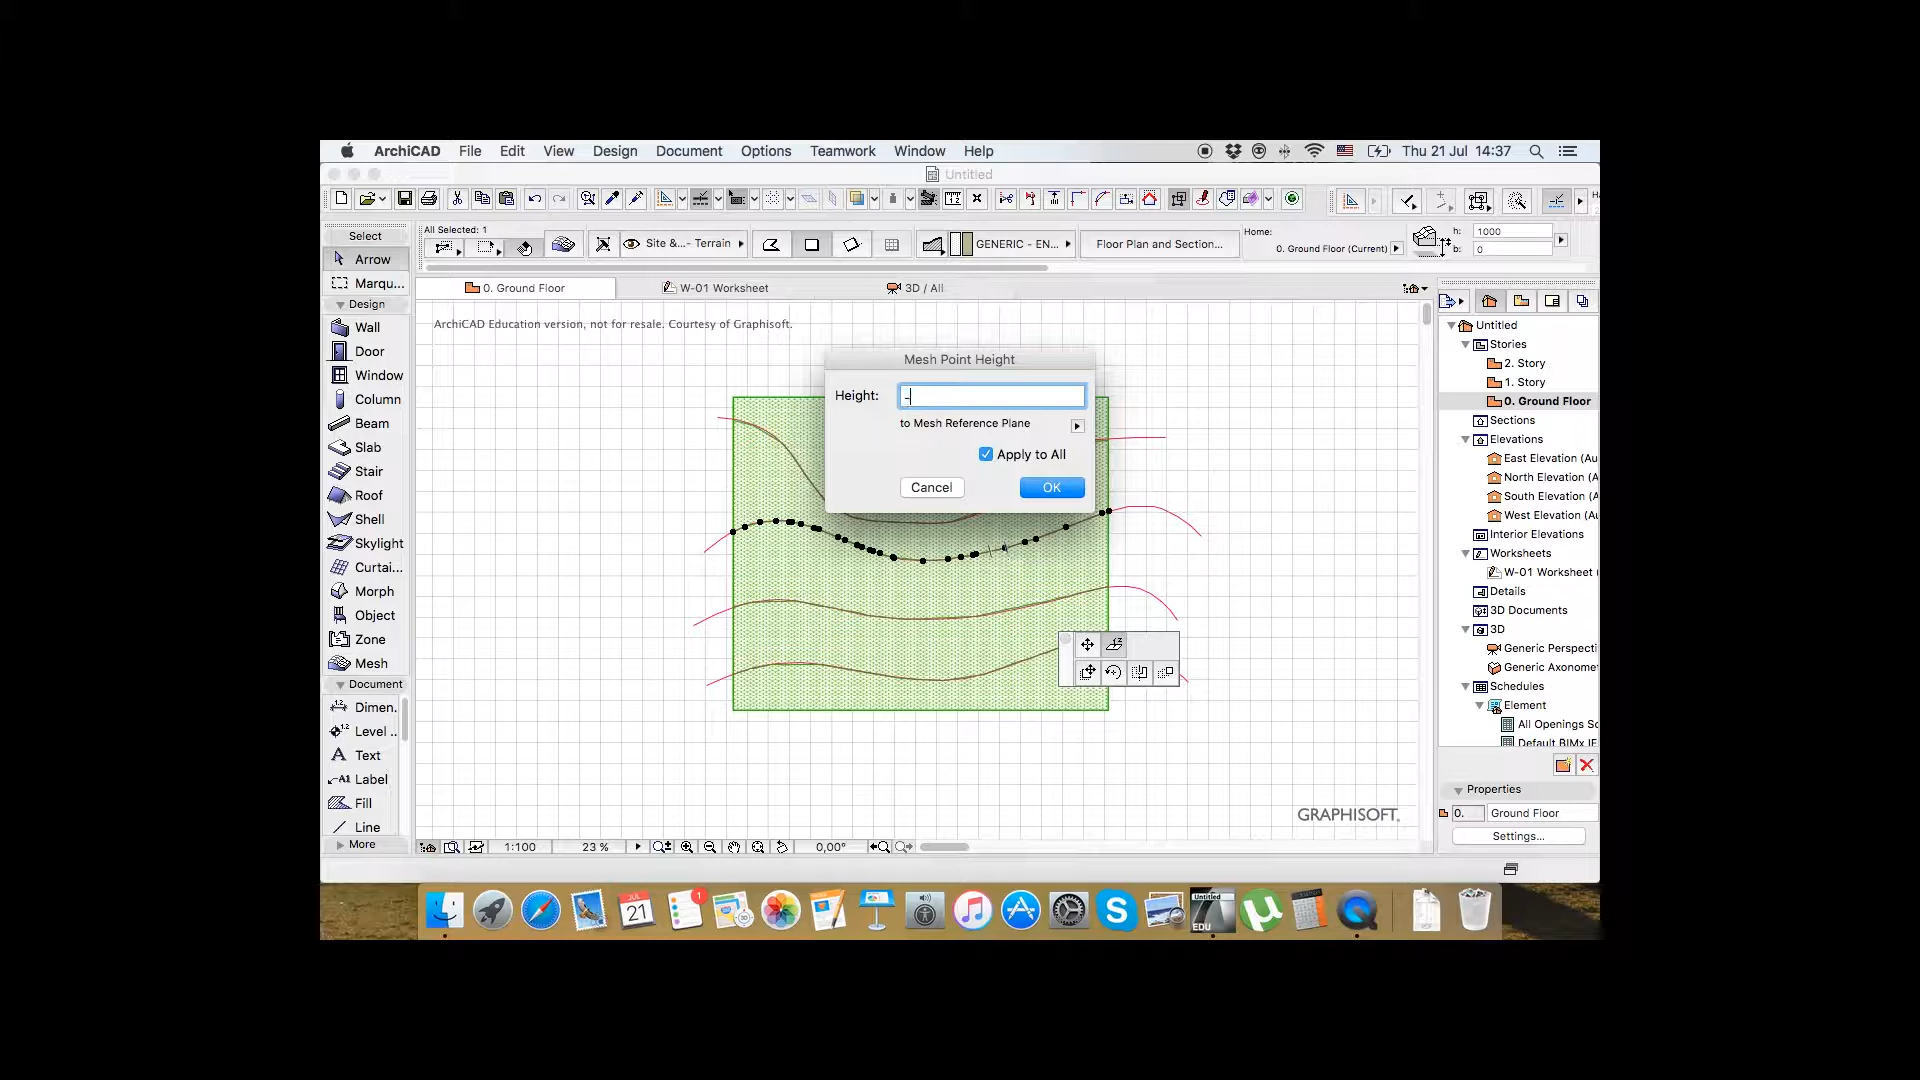 ArchiCAD File Edit View Design Document Options Teamwork Window Help
Thu 21 Jul 14:37
Untitled
All Selected: 1
Site &...- Terrain
GENERIC - EN...
Floor Plan and Section...
Home:
0. Ground Floor (Current)
h: 1000
b: 0
Select
Arrow
Marqu...
Design
Wall
Door
Window
Column
Beam
Slab
Stair
Roof
Shell
Skylight
Curtai...
Morph
Object
Zone
Mesh
Document
Dimen.
Level ..
Text
Label
Fill
Line
More
0. Ground Floor
W-01 Worksheet
3D / All
ArchiCAD Education version, not for resale. Courtesy of Graphisoft.
Mesh Point Height
Height: -
to Mesh Reference Plane
Apply to All
Cancel
OK
GRAPHISOFT.
1:100
23 %
0,00°
Untitled
Stories
2. Story
1. Story
0. Ground Floor
Sections
Elevations
East Elevation (Au
North Elevation (A
South Elevation (A
West Elevation (Au
Interior Elevations
Worksheets
W-01 Worksheet (
Details
3D Documents
3D
Generic Perspecti
Generic Axonome
Schedules
Element
All Openings Sc
Default BIMx IF
Properties
0.
Ground Floor
Settings...
JUL
21
1
Untitled
EDU